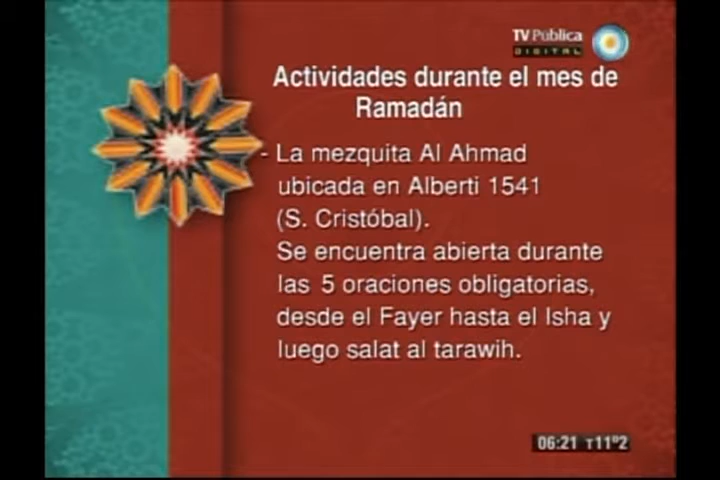 TV Pública
DIGITAL
Actividades durante el mes de
Ramadán
- La mezquita Al Ahmad
ubicada en Alberti 1541
(S. Cristóbal).
Se encuentra abierta durante
las 5 oraciones obligatorias,
desde el Fayer hasta el Isha y
luego salat al tarawih.
06:21 T11º2